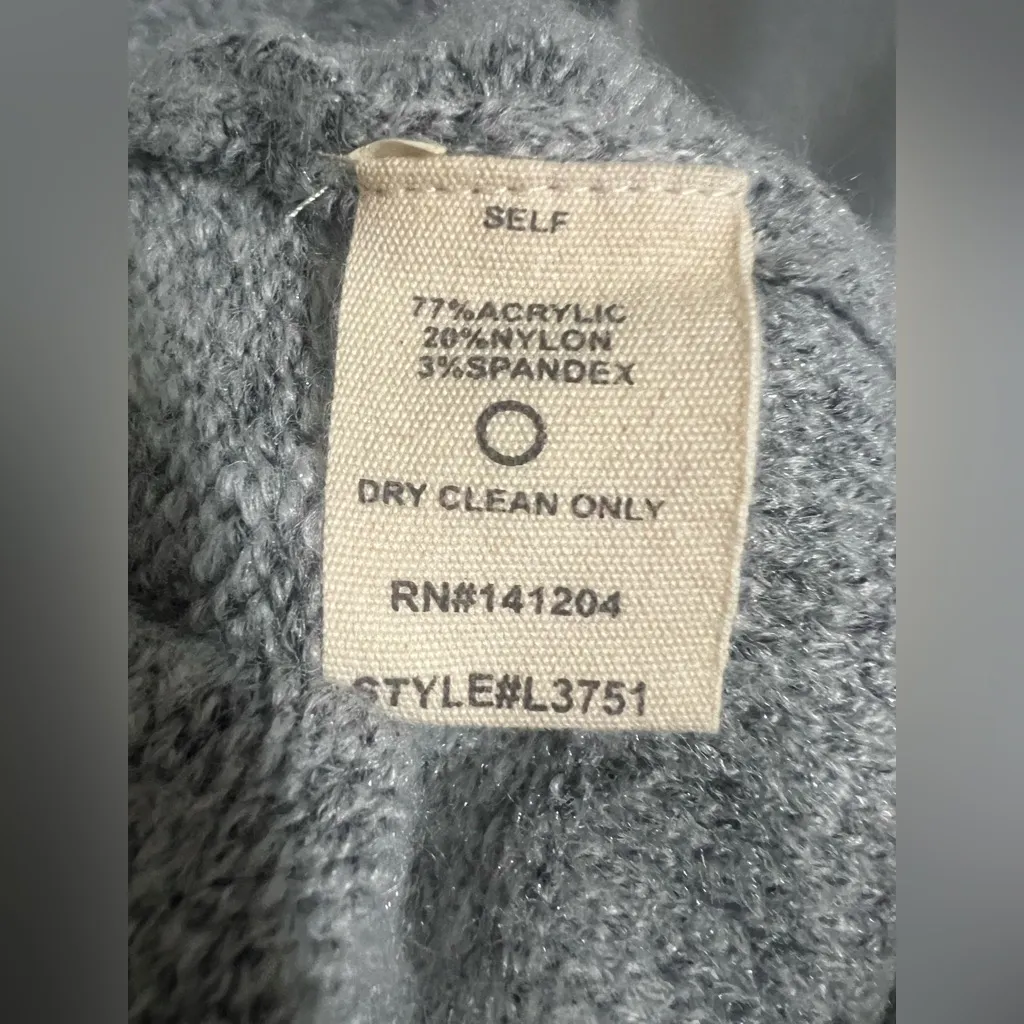 SELF
77%ACRYLIC
20%NYLON
3%SPANDEX
DRY CLEAN ONLY
RN#141204
STYLE#L3751